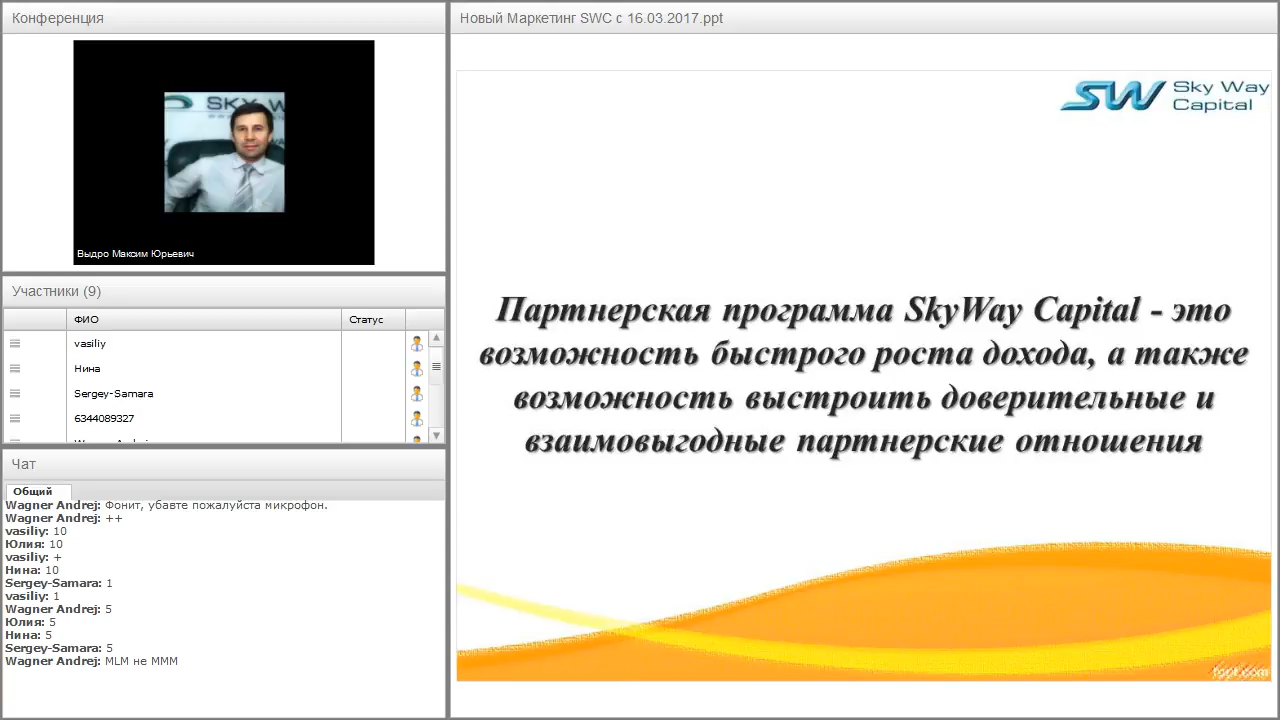 Конференция
Выдро Максим Юрьевич
Участники (9)
ФИО
Статус
vasiliy
Нина
Sergey-Samara
6344089327
Чат
Общий
Wagner Andrej: Фонит, убавте пожалуйста микрофон.
Wagner Andrej: ++
vasiliy: 10
Юлия: 10
vasiliy: +
Нина: 10
Sergey-Samara: 1
vasiliy: 1
Wagner Andrej: 5
Юлия: 5
Нина: 5
Sergey-Samara: 5
Wagner Andrej: MLM не МММ
Новый Маркетинг SWC с 16.03.2017.ppt
SW Sky Way
Capital
Партнерская программа SkyWay Capital - это
возможность быстрого роста дохода, а также
возможность выстроить доверительные и
взаимовыгодные партнерские отношения